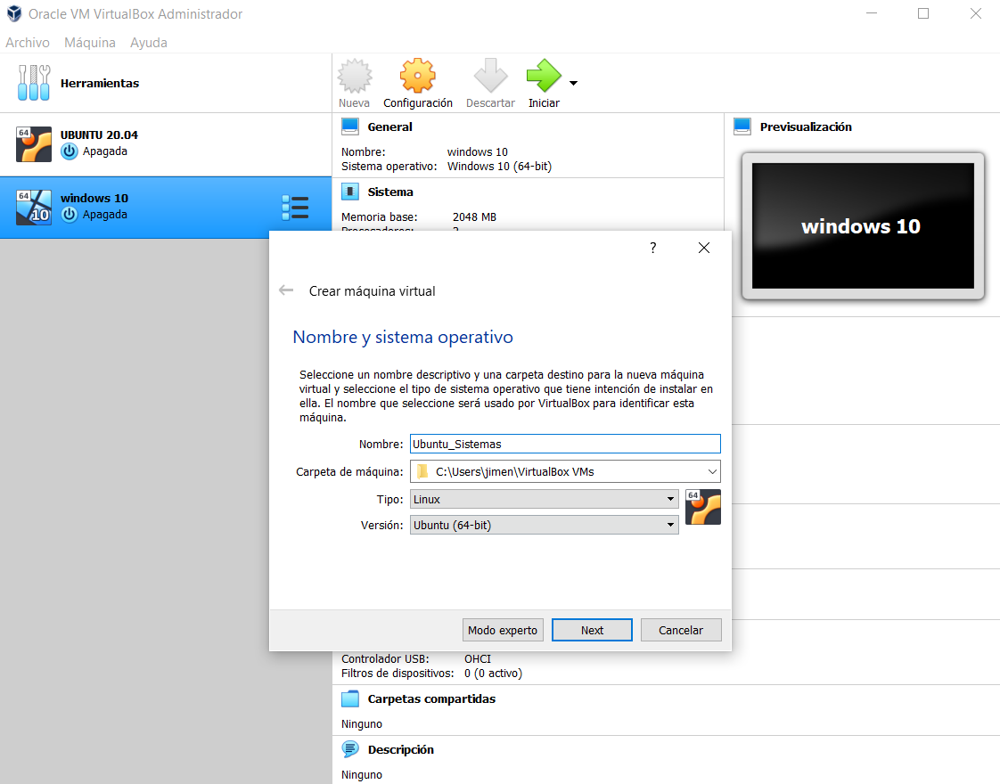 Oracle VM VirtualBox Administrador
Archivo Máquina Ayuda
Herramientas
Nueva Configuración Descartar Iniciar
64 UBUNTU 20.04
Apagada
64 10 windows 10
Apagada
General
Nombre: windows 10
Sistema operativo: Windows 10 (64-bit)
Sistema
Memoria base: 2048 MB
Procesadores: 2
Previsualización
windows 10
?
Crear máquina virtual
Nombre y sistema operativo
Seleccione un nombre descriptivo y una carpeta destino para la nueva máquina
virtual y seleccione el tipo de sistema operativo que tiene intención de instalar en
ella. El nombre que seleccione será usado por VirtualBox para identificar esta
máquina.
Nombre: Ubuntu_Sistemas
Carpeta de máquina: C:\Users\jimen\VirtualBox VMs
Tipo: Linux
64
Versión: Ubuntu (64-bit)
Modo experto Next Cancelar
Controlador USB: OHCI
Filtros de dispositivos: 0 (0 activo)
Carpetas compartidas
Ninguno
Descripción
Ninguno